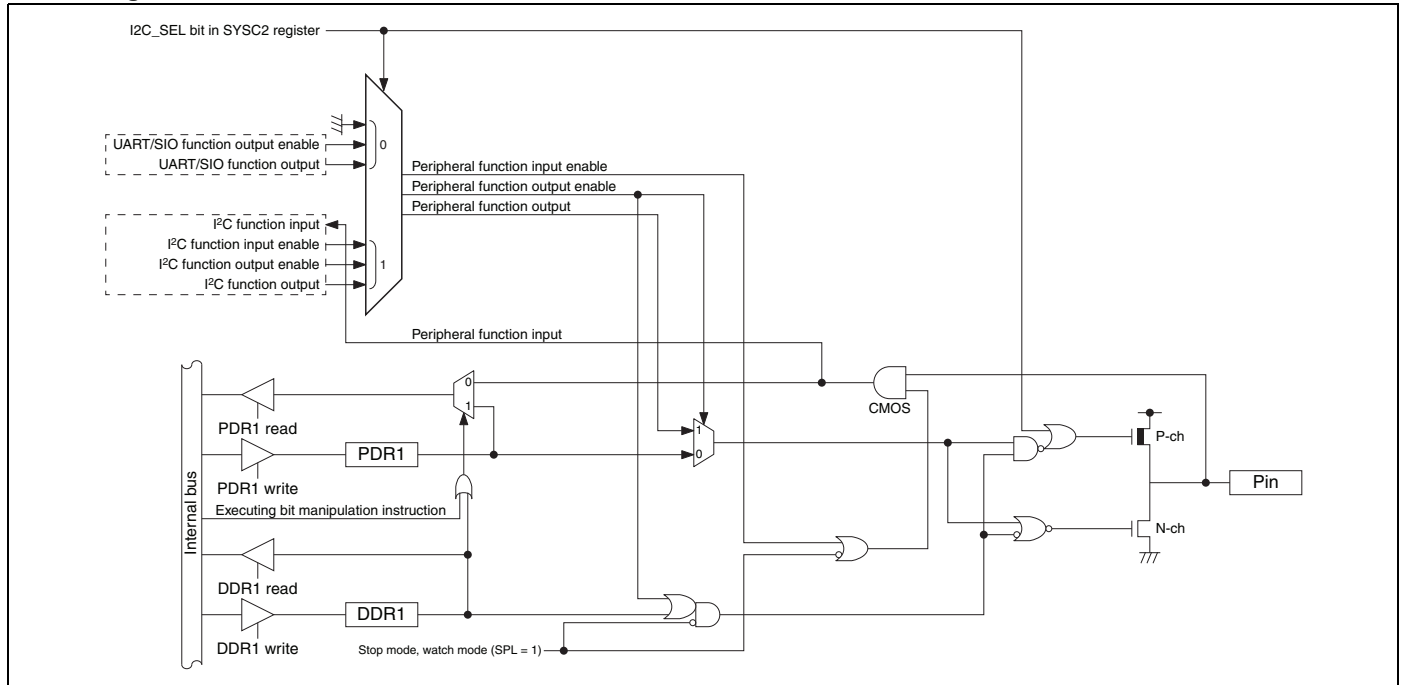 I2C_SEL bit in SYSC2 register
UART/SIO function output enable
UART/SIO function output
0
Peripheral function input enable
Peripheral function output enable
Peripheral function output
I²C function input
I²C function input enable
I²C function output enable
I²C function output
1
Peripheral function input
0
1
CMOS
PDR1 read
1
0
P-ch
PDR1
PDR1 write
Pin
Internal bus
Executing bit manipulation instruction
N-ch
DDR1 read
DDR1
DDR1 write
Stop mode, watch mode (SPL = 1)